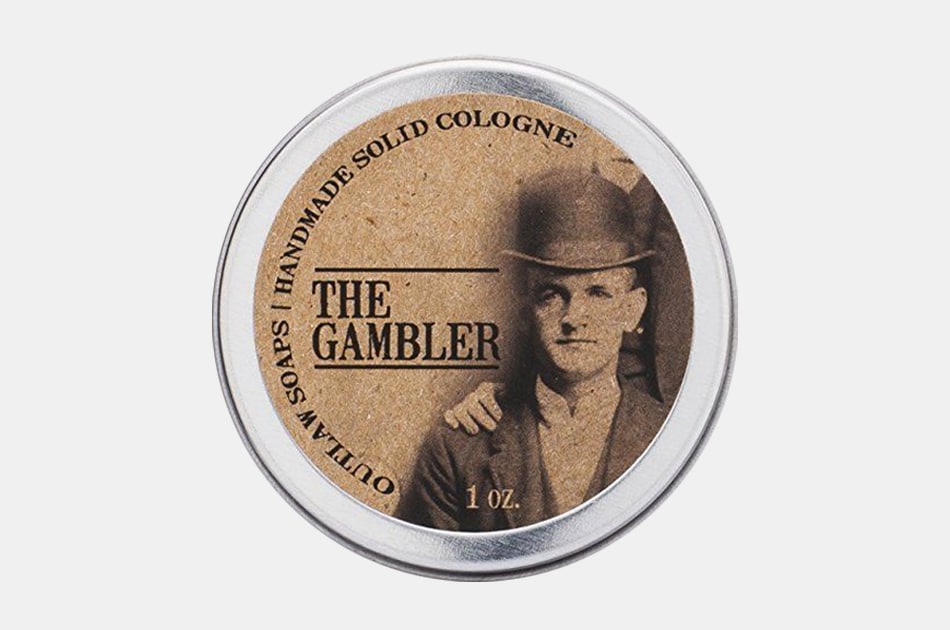 OUTLAW SOAPS | HANDMADE SOLID COLOGNE
THE
GAMBLER
1 OZ.